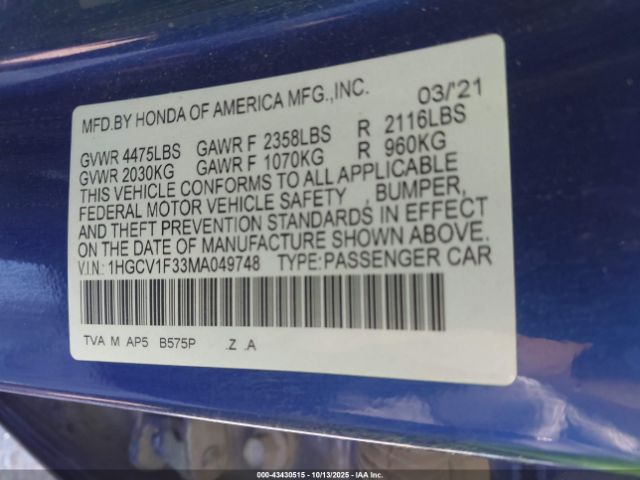 MFD.BY HONDA OF AMERICA MFG.,INC. 03/'21
GVWR 4475LBS GAWR F 2358LBS R 2116LBS
GVWR 2030KG GAWR F 1070KG R 960KG
THIS VEHICLE CONFORMS TO ALL APPLICABLE
FEDERAL MOTOR VEHICLE SAFETY , BUMPER,
AND THEFT PREVENTION STANDARDS IN EFFECT
ON THE DATE OF MANUFACTURE SHOWN ABOVE.
V.I.N.: 1HGCV1F33MA049748 TYPE:PASSENGER CAR
TVA M AP5 B575P .Z .A
00-43430515 | 10/13/2025 | IAA Inc.